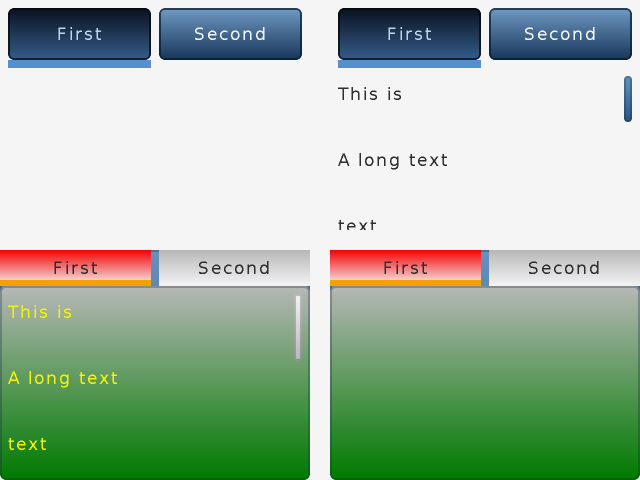 First
Second
First
Second
This is
A long text
text
First
Second
This is
A long text
text
First
Second